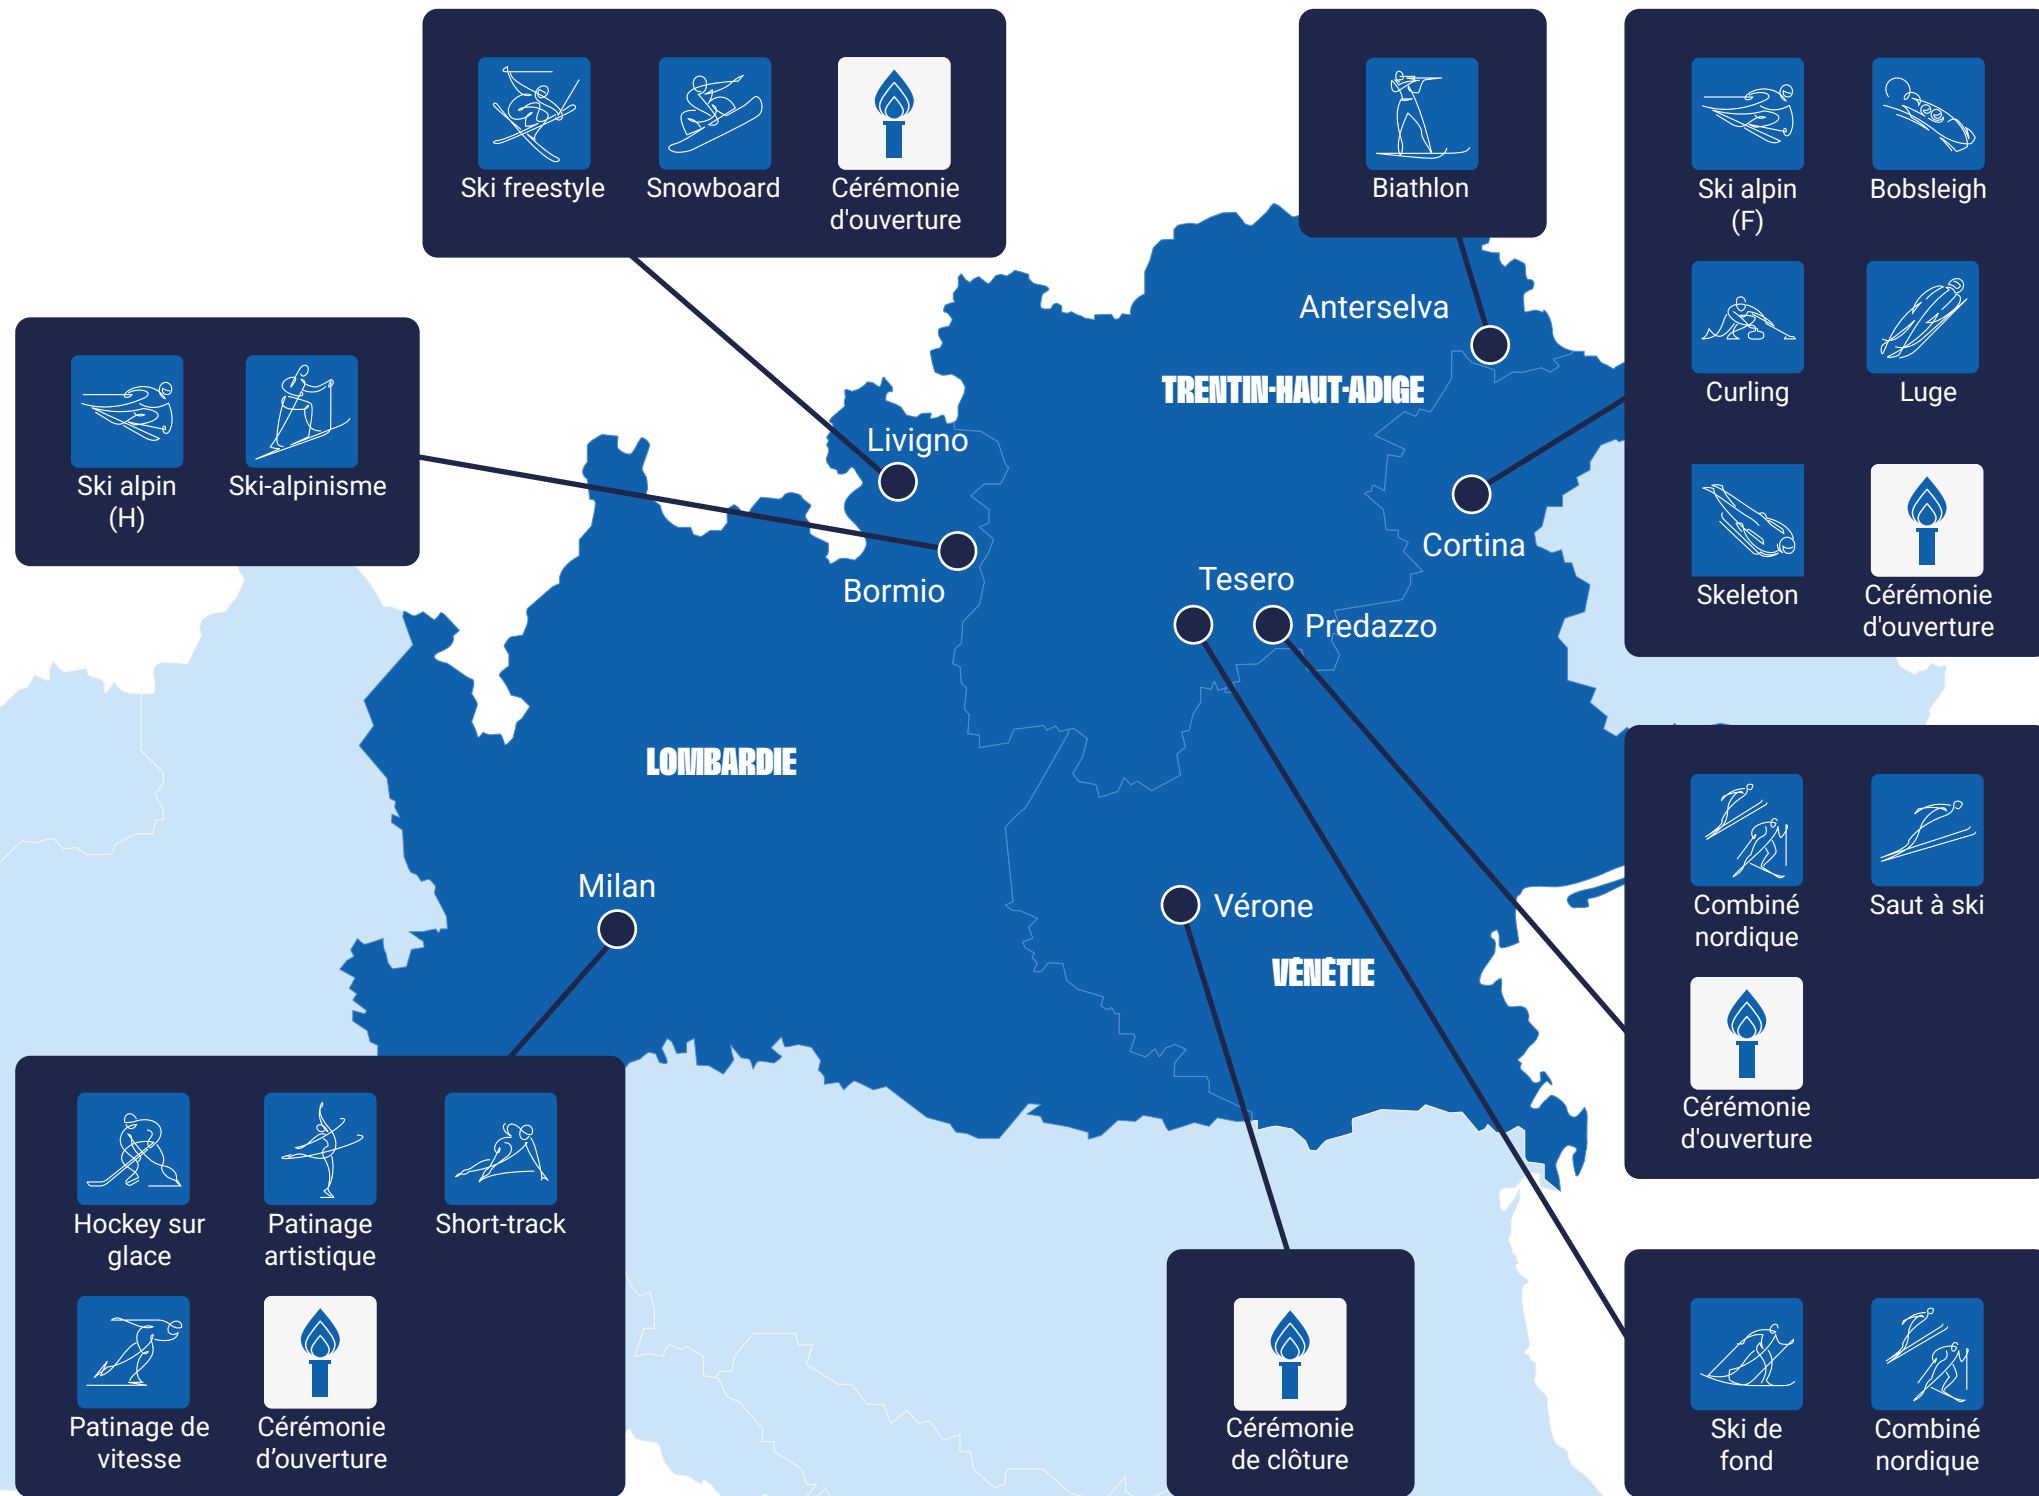 Ski freestyle
Snowboard
Cérémonie
d'ouverture
Biathlon
Ski alpin
(F)
Bobsleigh
Curling
Luge
Skeleton
Cérémonie
d'ouverture
Ski alpin
(H)
Ski-alpinisme
Anterselva
TRENTIN-HAUT-ADIGE
Livigno
Bormio
Cortina
Tesero
Predazzo
LOMBARDIE
Milan
Vérone
VÉNÉTIE
Combiné
nordique
Saut à ski
Cérémonie
d'ouverture
Hockey sur
glace
Patinage
artistique
Short-track
Patinage de
vitesse
Cérémonie
d’ouverture
Cérémonie
de clôture
Ski de
fond
Combiné
nordique